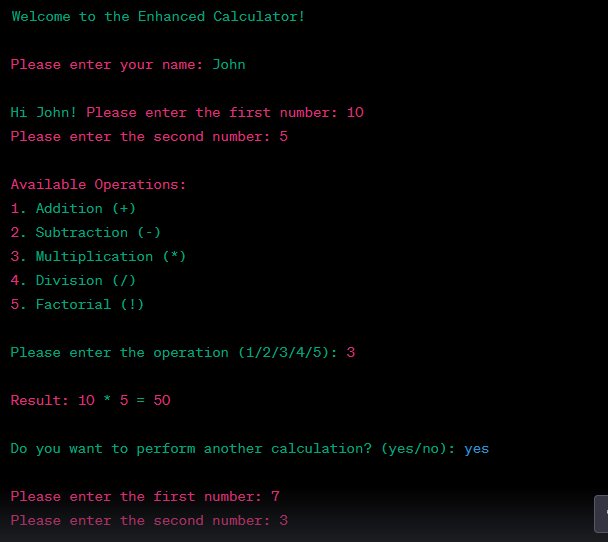 Welcome to the Enhanced Calculator!
Please enter your name: John
Hi John! Please enter the first number: 10
Please enter the second number: 5
Available Operations:
1. Addition (+)
2. Subtraction (-)
3. Multiplication (*)
4. Division (/)
5. Factorial (!)
Please enter the operation (1/2/3/4/5): 3
Result: 10 * 5 = 50
Do you want to perform another calculation? (yes/no): yes
Please enter the first number: 7
Please enter the second number: 3